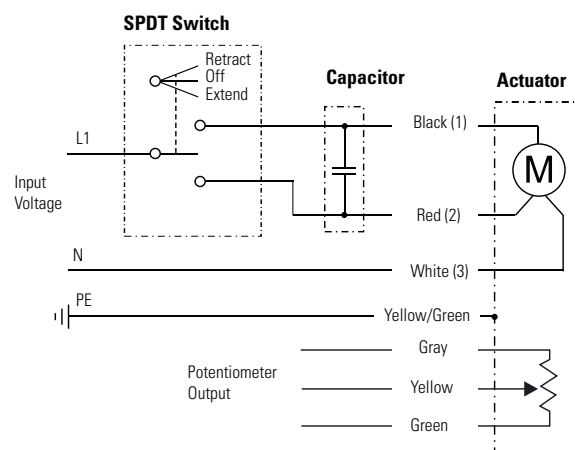 SPDT Switch
Retract
Off
Extend
Capacitor
Actuator
L1
Black (1)
M
Input
Voltage
Red (2)
N
White (3)
PE
Yellow/Green
Gray
Potentiometer
Output
Yellow
Green